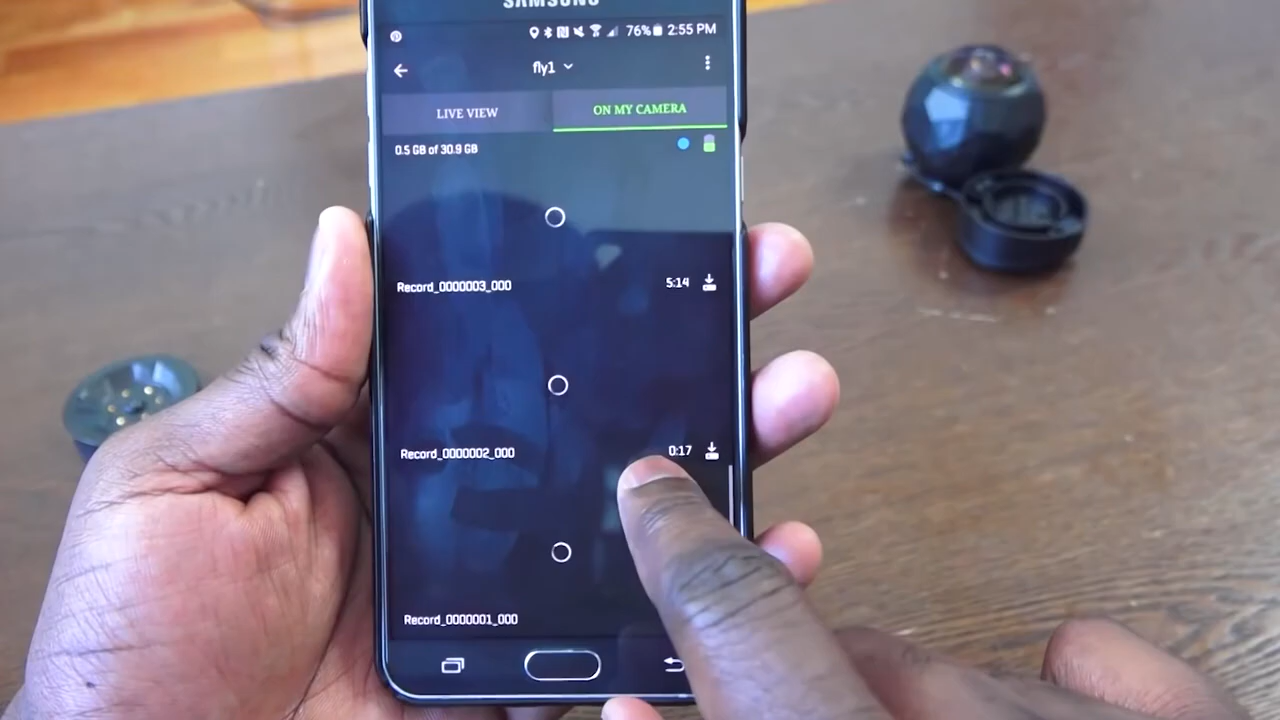 SAMSUNG
76% 2:55 PM
fly1
LIVE VIEW
ON MY CAMERA
0.5 GB of 30.9 GB
Record_0000003_000
5:14
Record_0000002_000
0:17
Record_0000001_000